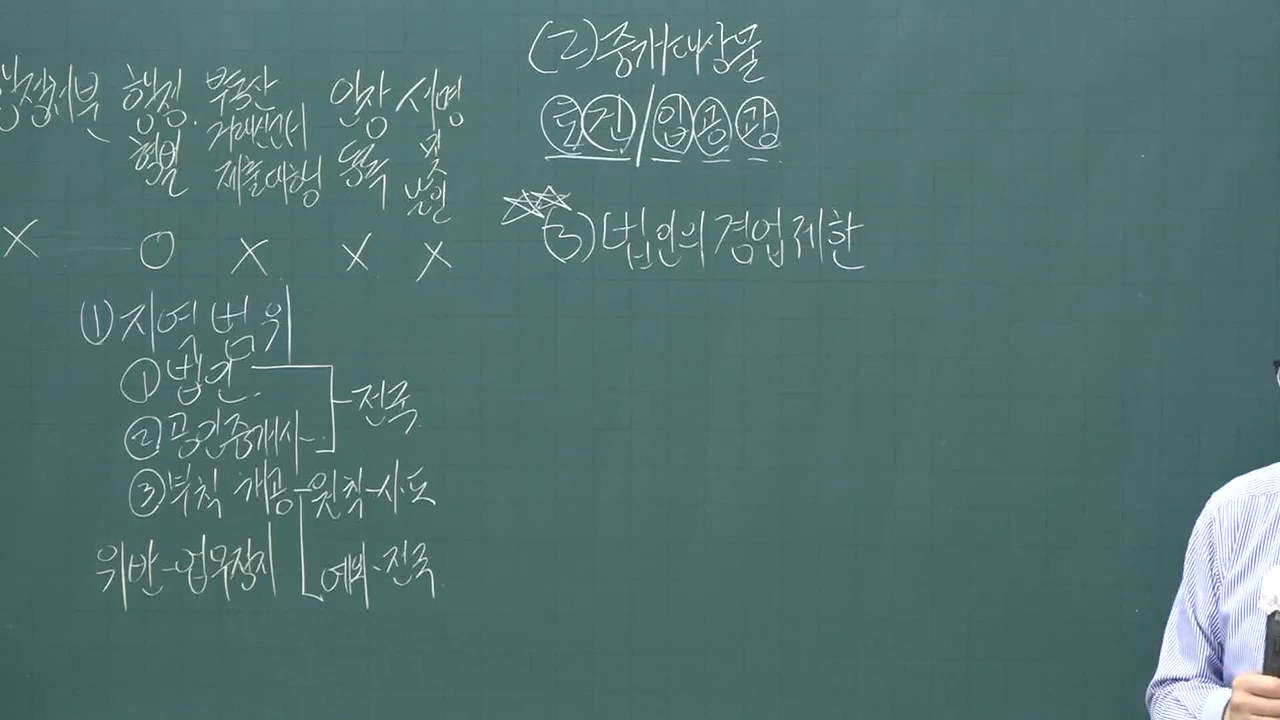 행정 부동산 인장 서명
형벌 거래신고서 등록 및
제출대행 날인
X O X X X
(1) 지역범위
① 법인
② 공인중개사 전국
③ 부칙 개공 - 원칙 - 시·도
위반 - 업무정지 예외 - 전국
(2) 중개대상물
토 건 / 입 공 광
(3) 법인의 겸업제한